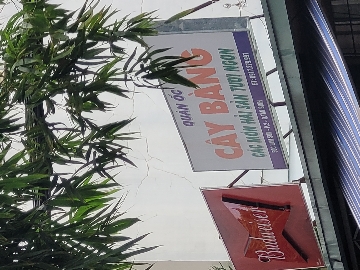 QUÁN ỐC
CÂY BÀNG
CÁC MÓN HẢI SẢN TƯƠI NGON
Budweiser